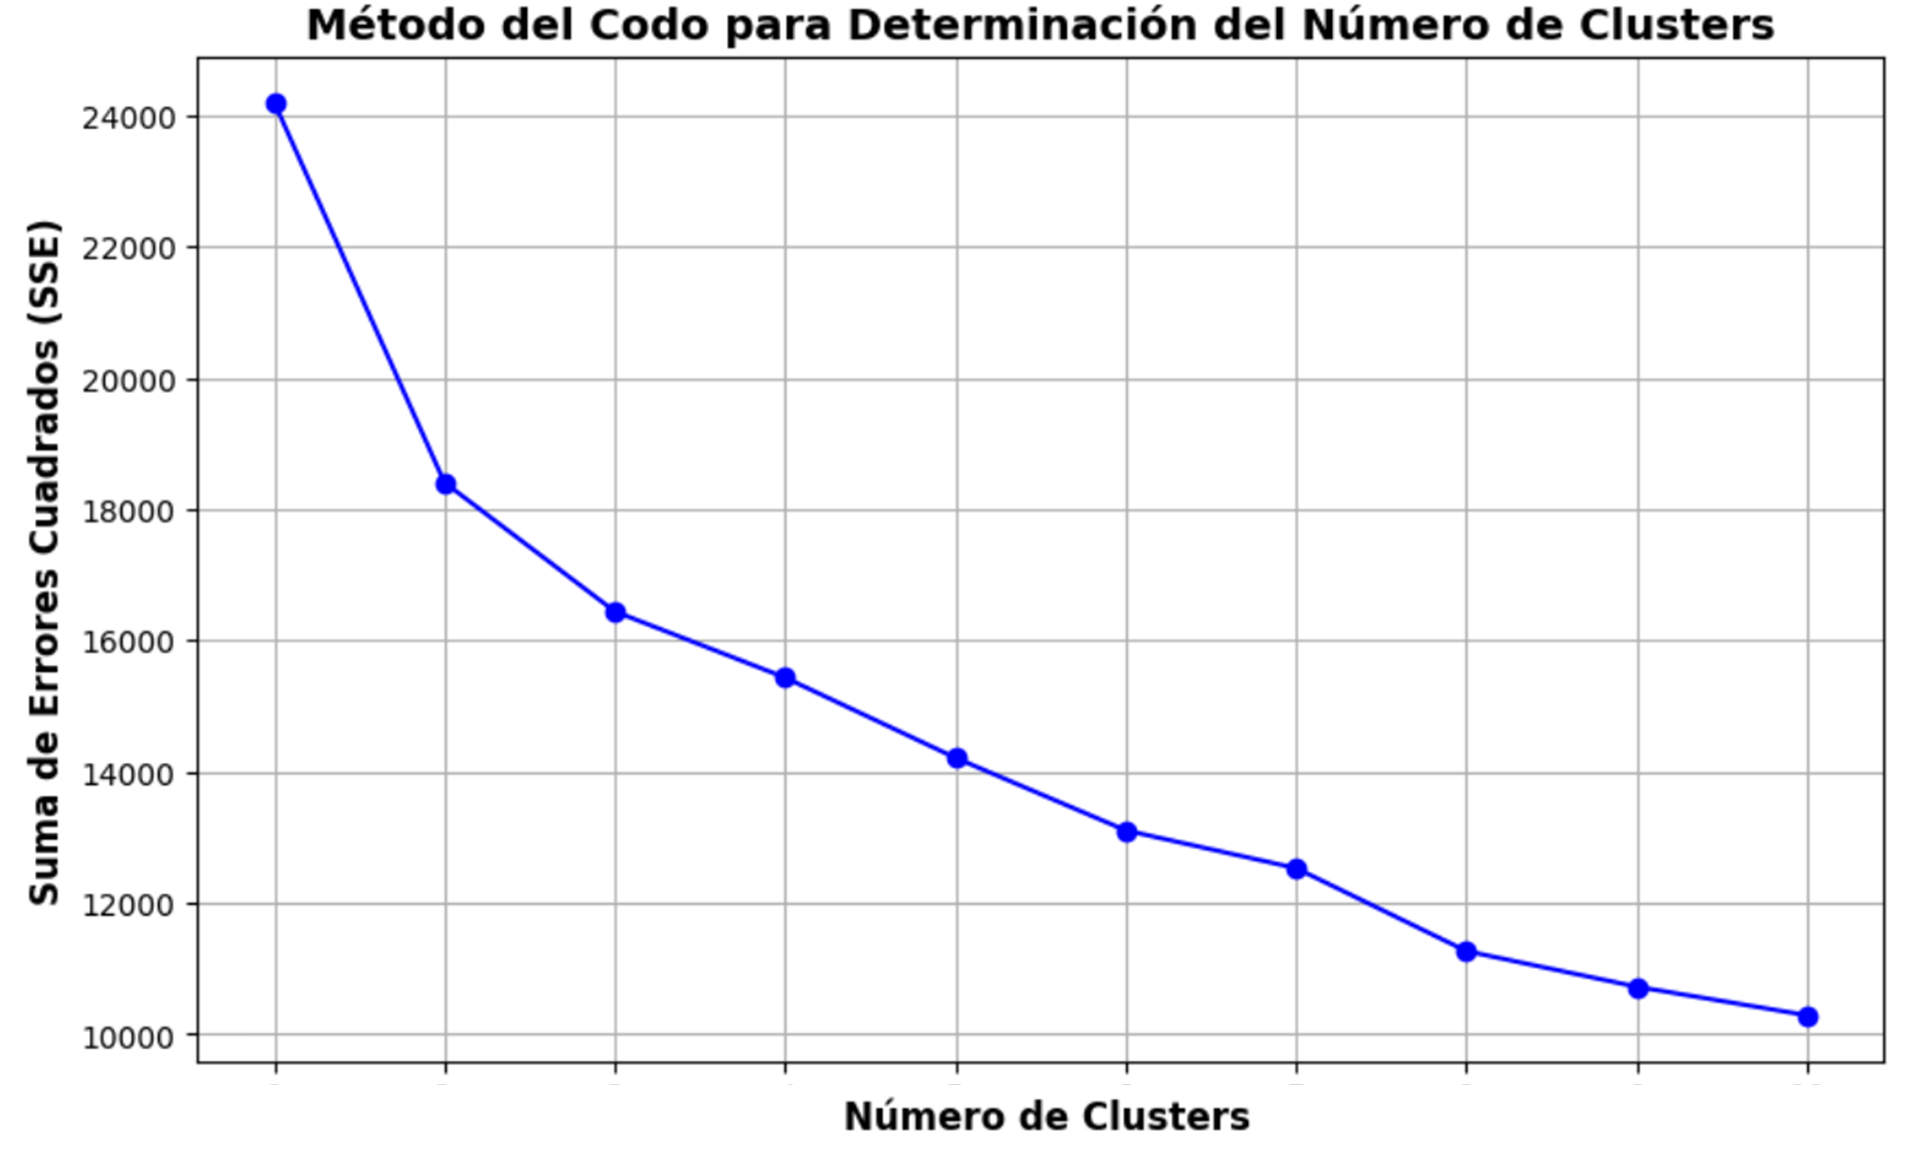 Método del Codo para Determinación del Número de Clusters
24000
22000
20000
18000
16000
14000
12000
10000
Suma de Errores Cuadrados (SSE)
Número de Clusters